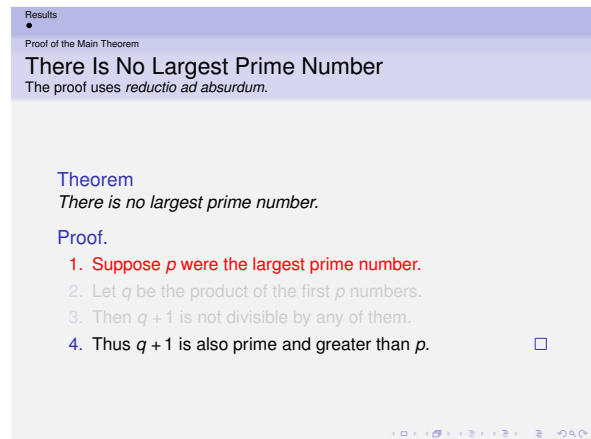 Results
Proof of the Main Theorem
There Is No Largest Prime Number
The proof uses reductio ad absurdum.
Theorem
There is no largest prime number.
Proof.
1. Suppose p were the largest prime number.
2. Let q be the product of the first p numbers.
3. Then q + 1 is not divisible by any of them.
4. Thus q + 1 is also prime and greater than p.